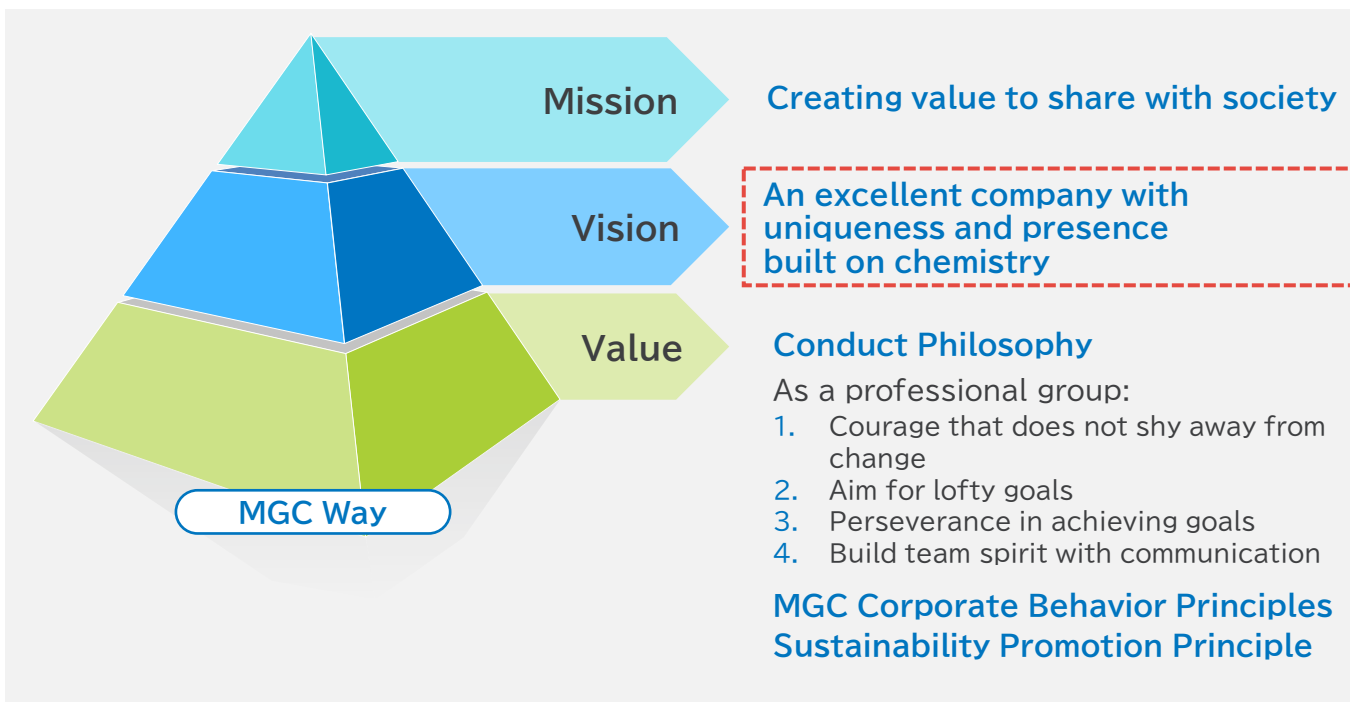 Mission
Creating value to share with society
Vision
An excellent company with
uniqueness and presence
built on chemistry
Value
Conduct Philosophy
As a professional group:
1. Courage that does not shy away from
change
2. Aim for lofty goals
3. Perseverance in achieving goals
4. Build team spirit with communication
MGC Way
MGC Corporate Behavior Principles
Sustainability Promotion Principle